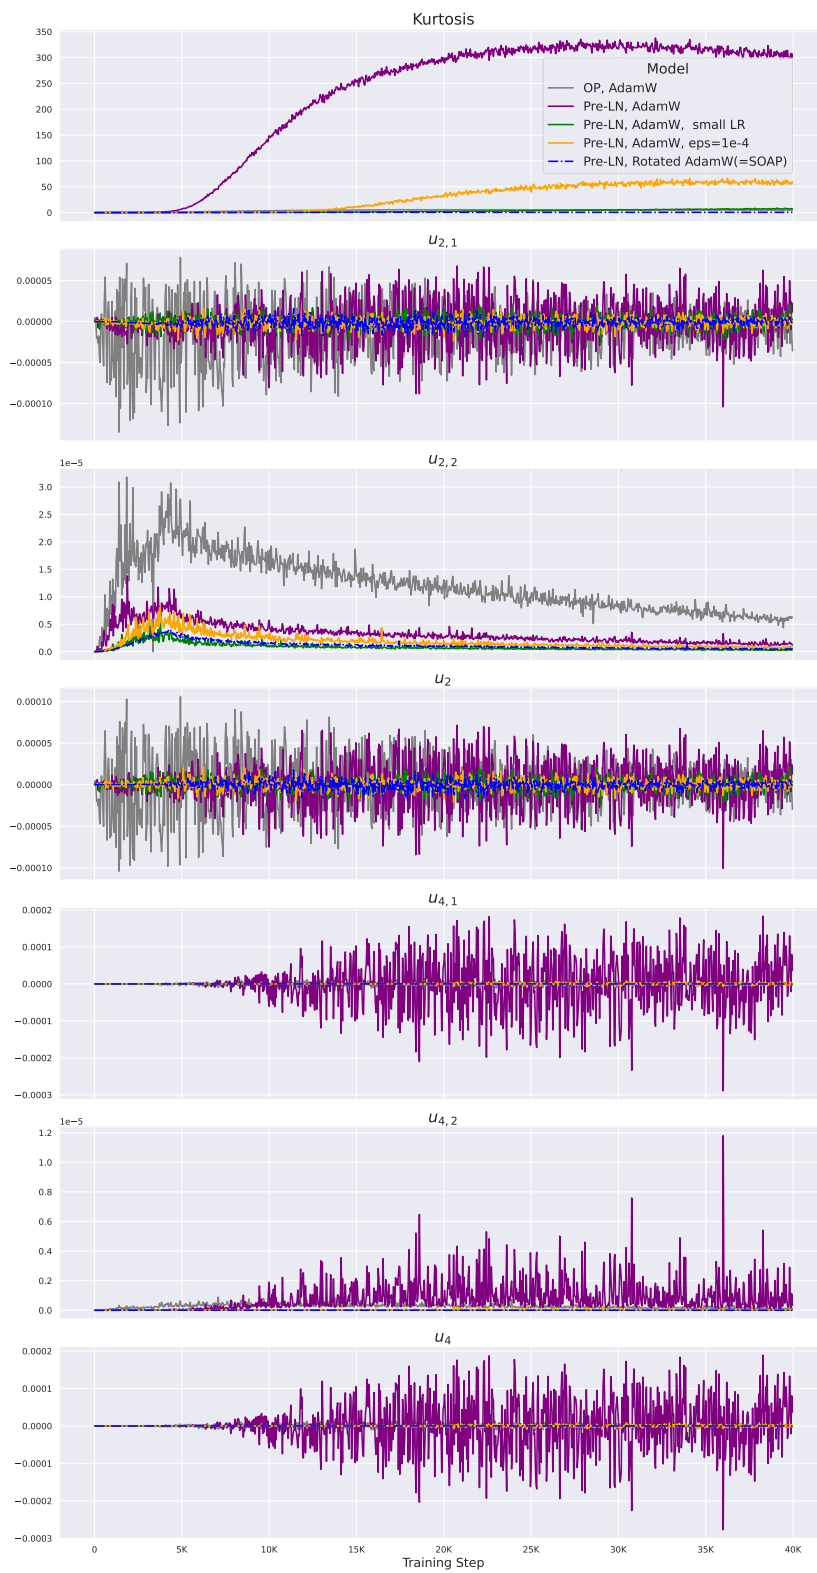 Kurtosis
350
300
250
200
150
100
50
0
Model
OP, AdamW
Pre-LN, AdamW
Pre-LN, AdamW, small LR
Pre-LN, AdamW, eps=1e-4
Pre-LN, Rotated AdamW(=SOAP)
u2, 1
0.00005
0.00000
−0.00005
−0.00010
u2, 2
1e−5
3.0
2.5
2.0
1.5
1.0
0.5
0.0
u2
0.00010
0.00005
0.00000
−0.00005
−0.00010
u4, 1
0.0002
0.0001
0.0000
−0.0001
−0.0002
−0.0003
u4, 2
1e−5
1.2
1.0
0.8
0.6
0.4
0.2
0.0
u4
0.0002
0.0001
0.0000
−0.0001
−0.0002
−0.0003
0 5K 10K 15K 20K 25K 30K 35K 40K
Training Step